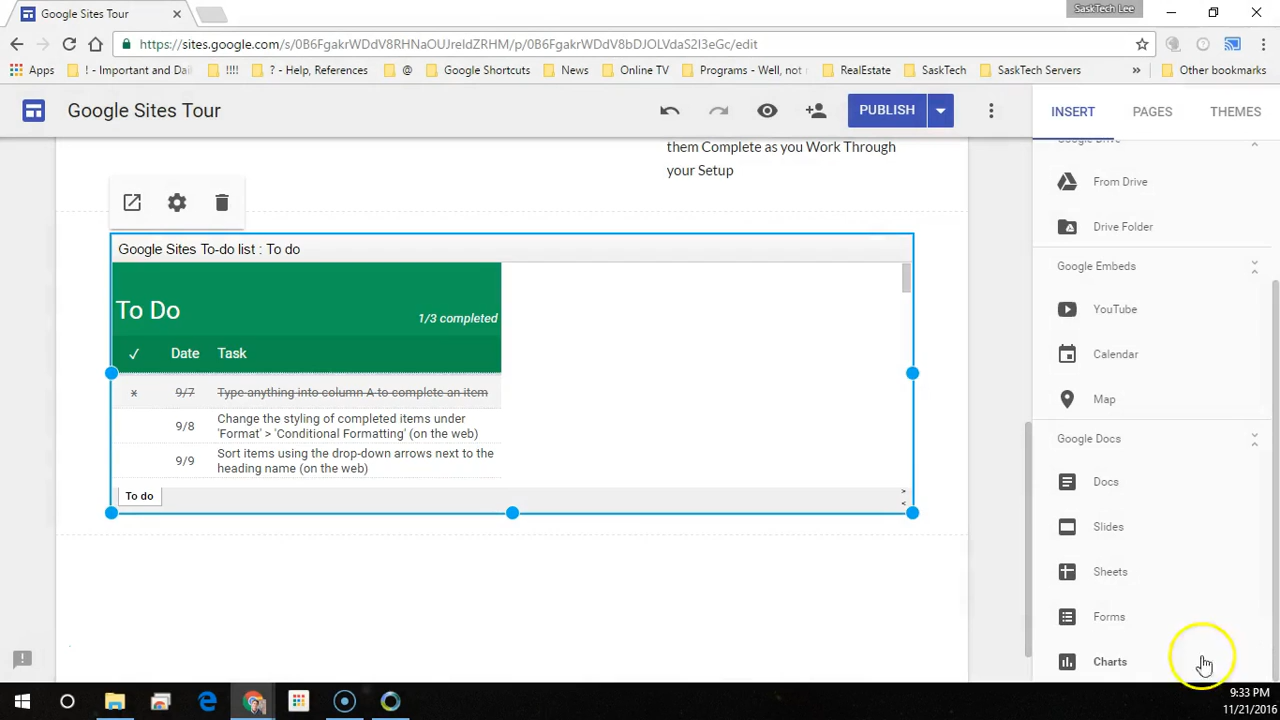 Google Sites Tour
SaskTech Lee
https://sites.google.com/s/0B6FgakrWDdV8RHNaOUJreldZRHM/p/0B6FgakrWDdV8bDJOLVdaS2I3eGc/edit
Apps
! - Important and Dai
!!!!
? - Help, References
@
Google Shortcuts
News
Online TV
Programs - Well, not
RealEstate
SaskTech
SaskTech Servers
»
Other bookmarks
Google Sites Tour
PUBLISH
INSERT
PAGES
THEMES
them Complete as you Work Through
your Setup
Google Sites To-do list : To do
To Do
1/3 completed
✓ Date Task
x 9/7 Type anything into column A to complete an item
9/8 Change the styling of completed items under
'Format' > 'Conditional Formatting' (on the web)
9/9 Sort items using the drop-down arrows next to the
heading name (on the web)
To do
Google Drive
From Drive
Drive Folder
Google Embeds
YouTube
Calendar
Map
Google Docs
Docs
Slides
Sheets
Forms
Charts
9:33 PM
11/21/2016